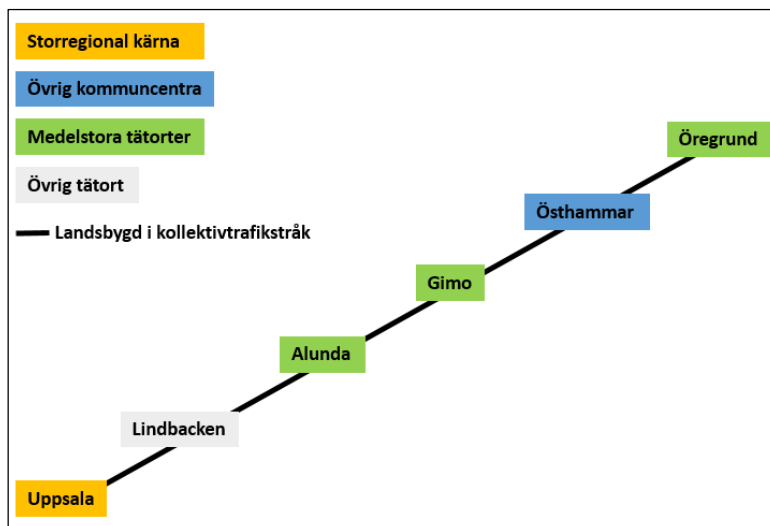 Storregional kärna
Övrig kommuncentra
Medelstora tätorter
Övrig tätort
Landsbygd i kollektivtrafikstråk
Öregrund
Östhammar
Gimo
Alunda
Lindbacken
Uppsala